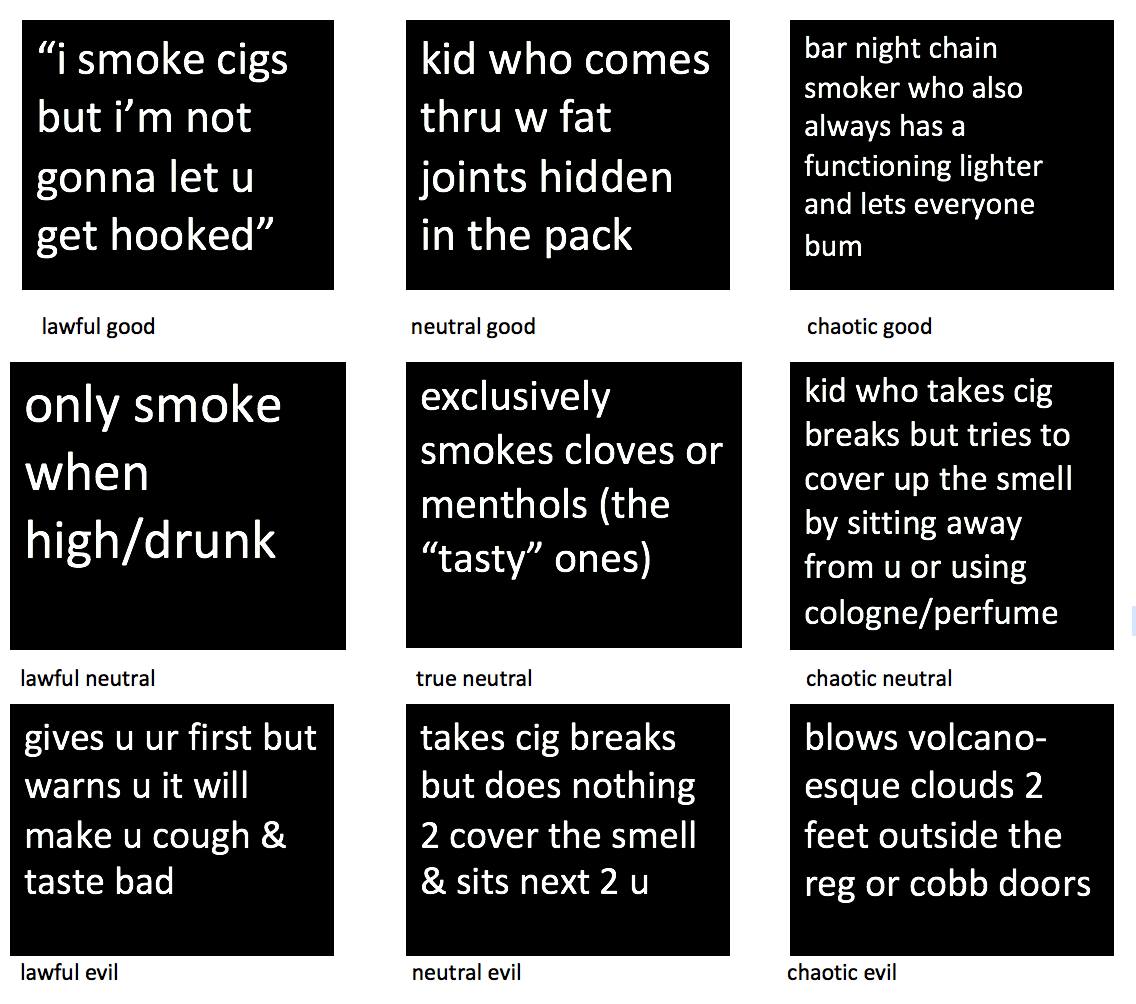 “i smoke cigs
but i’m not
gonna let u
get hooked”
lawful good
kid who comes
thru w fat
joints hidden
in the pack
neutral good
bar night chain
smoker who also
always has a
functioning lighter
and lets everyone
bum
chaotic good
only smoke
when
high/drunk
lawful neutral
exclusively
smokes cloves or
menthols (the
“tasty” ones)
true neutral
kid who takes cig
breaks but tries to
cover up the smell
by sitting away
from u or using
cologne/perfume
chaotic neutral
gives u ur first but
warns u it will
make u cough &
taste bad
lawful evil
takes cig breaks
but does nothing
2 cover the smell
& sits next 2 u
neutral evil
blows volcano-
esque clouds 2
feet outside the
reg or cobb doors
chaotic evil